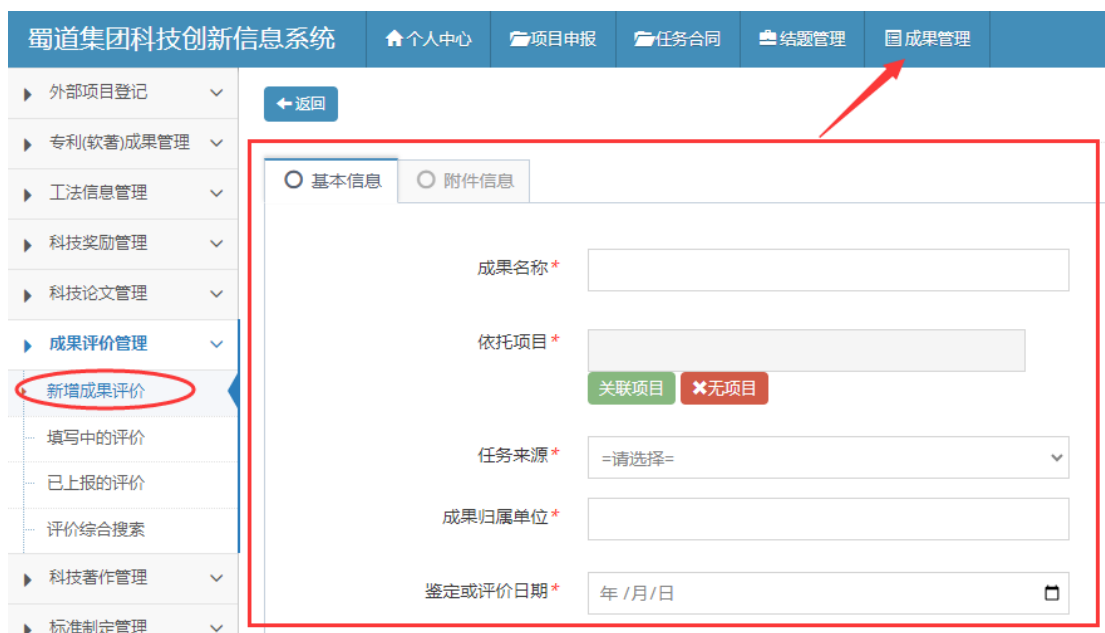 蜀道集团科技创新信息系统
个人中心
项目申报
任务合同
结题管理
成果管理
外部项目登记
专利(软著)成果管理
工法信息管理
科技奖励管理
科技论文管理
成果评价管理
新增成果评价
填写中的评价
已上报的评价
评价综合搜索
科技著作管理
标准制定管理
返回
基本信息
附件信息
成果名称*
依托项目*
关联项目
无项目
任务来源*
=请选择=
成果归属单位*
鉴定或评价日期*
年 /月/日